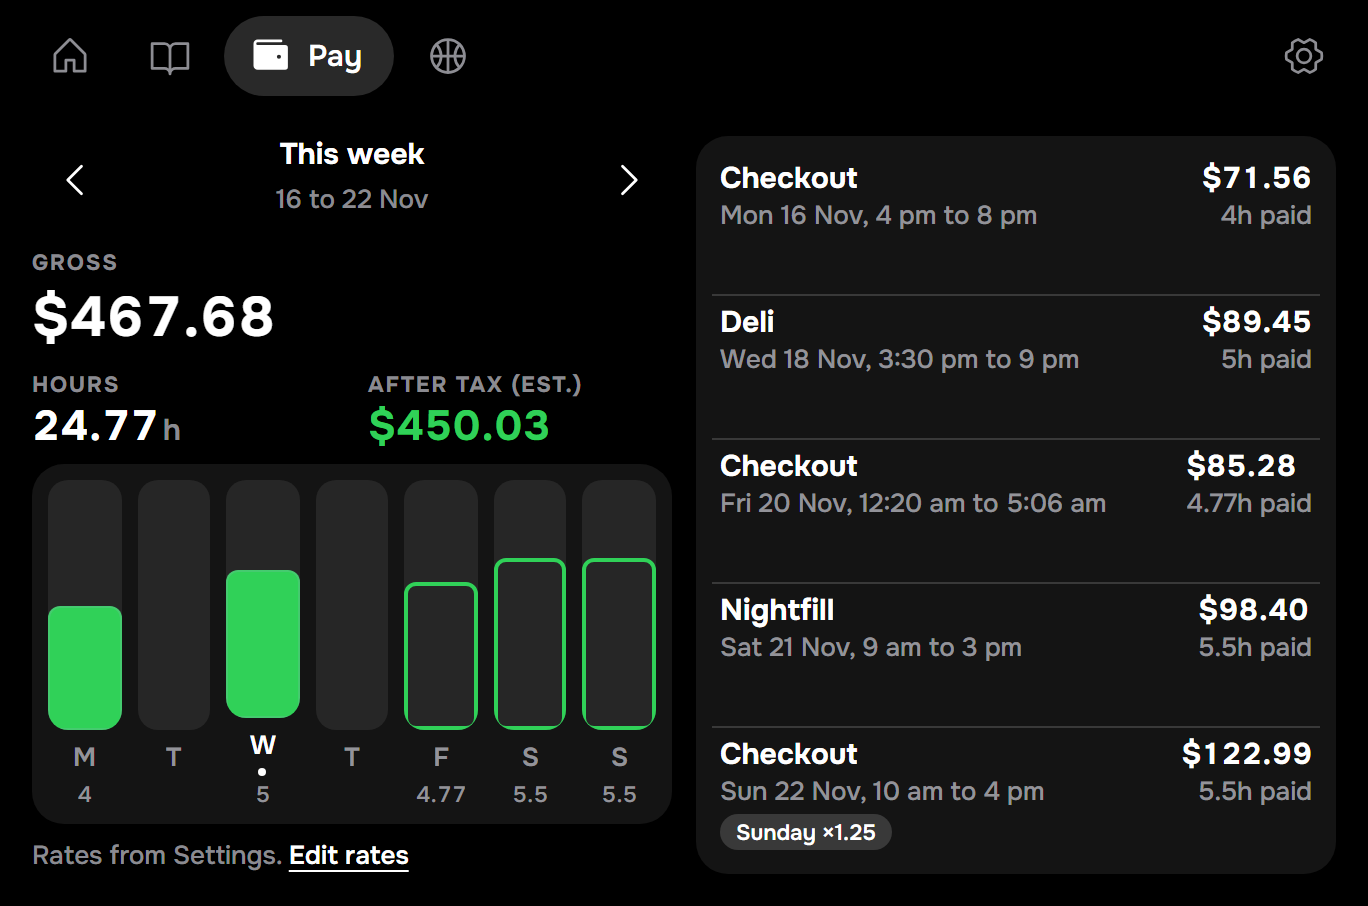 Pay
This week
16 to 22 Nov
GROSS
$467.68
HOURS
24.77h
AFTER TAX (EST.)
$450.03
M
4
T
W
5
T
F
4.77
S
5.5
S
5.5
Rates from Settings. Edit rates
Checkout
$71.56
Mon 16 Nov, 4 pm to 8 pm
4h paid
Deli
$89.45
Wed 18 Nov, 3:30 pm to 9 pm
5h paid
Checkout
$85.28
Fri 20 Nov, 12:20 am to 5:06 am
4.77h paid
Nightfill
$98.40
Sat 21 Nov, 9 am to 3 pm
5.5h paid
Checkout
$122.99
Sun 22 Nov, 10 am to 4 pm
5.5h paid
Sunday ×1.25